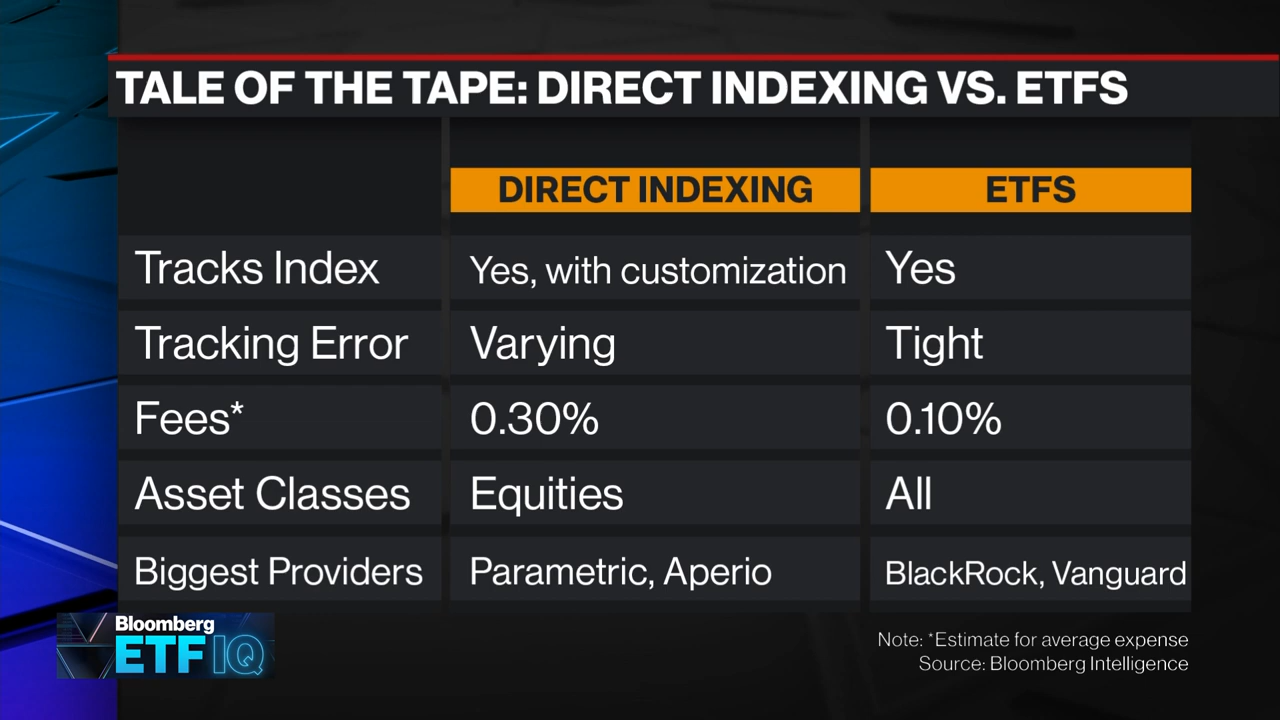 TALE OF THE TAPE: DIRECT INDEXING VS. ETFS
DIRECT INDEXING ETFS
Tracks Index Yes, with customization Yes
Tracking Error Varying Tight
Fees* 0.30% 0.10%
Asset Classes Equities All
Biggest Providers Parametric, Aperio BlackRock, Vanguard
Bloomberg
ETF IQ
Note: *Estimate for average expense
Source: Bloomberg Intelligence